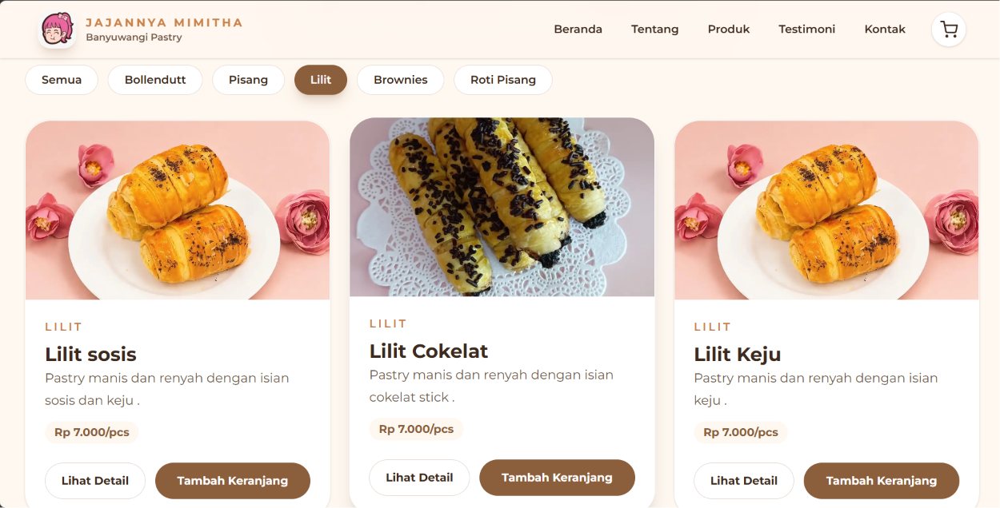 JAJANNYA MIMITHA
Banyuwangi Pastry
Beranda
Tentang
Produk
Testimoni
Kontak
Semua
Bollendutt
Pisang
Lilit
Brownies
Roti Pisang
LILIT
Lilit sosis
Pastry manis dan renyah dengan isian
sosis dan keju .
Rp 7.000/pcs
Lihat Detail
Tambah Keranjang
LILIT
Lilit Cokelat
Pastry manis dan renyah dengan isian
cokelat stick .
Rp 7.000/pcs
Lihat Detail
Tambah Keranjang
LILIT
Lilit Keju
Pastry manis dan renyah dengan isian
keju .
Rp 7.000/pcs
Lihat Detail
Tambah Keranjang